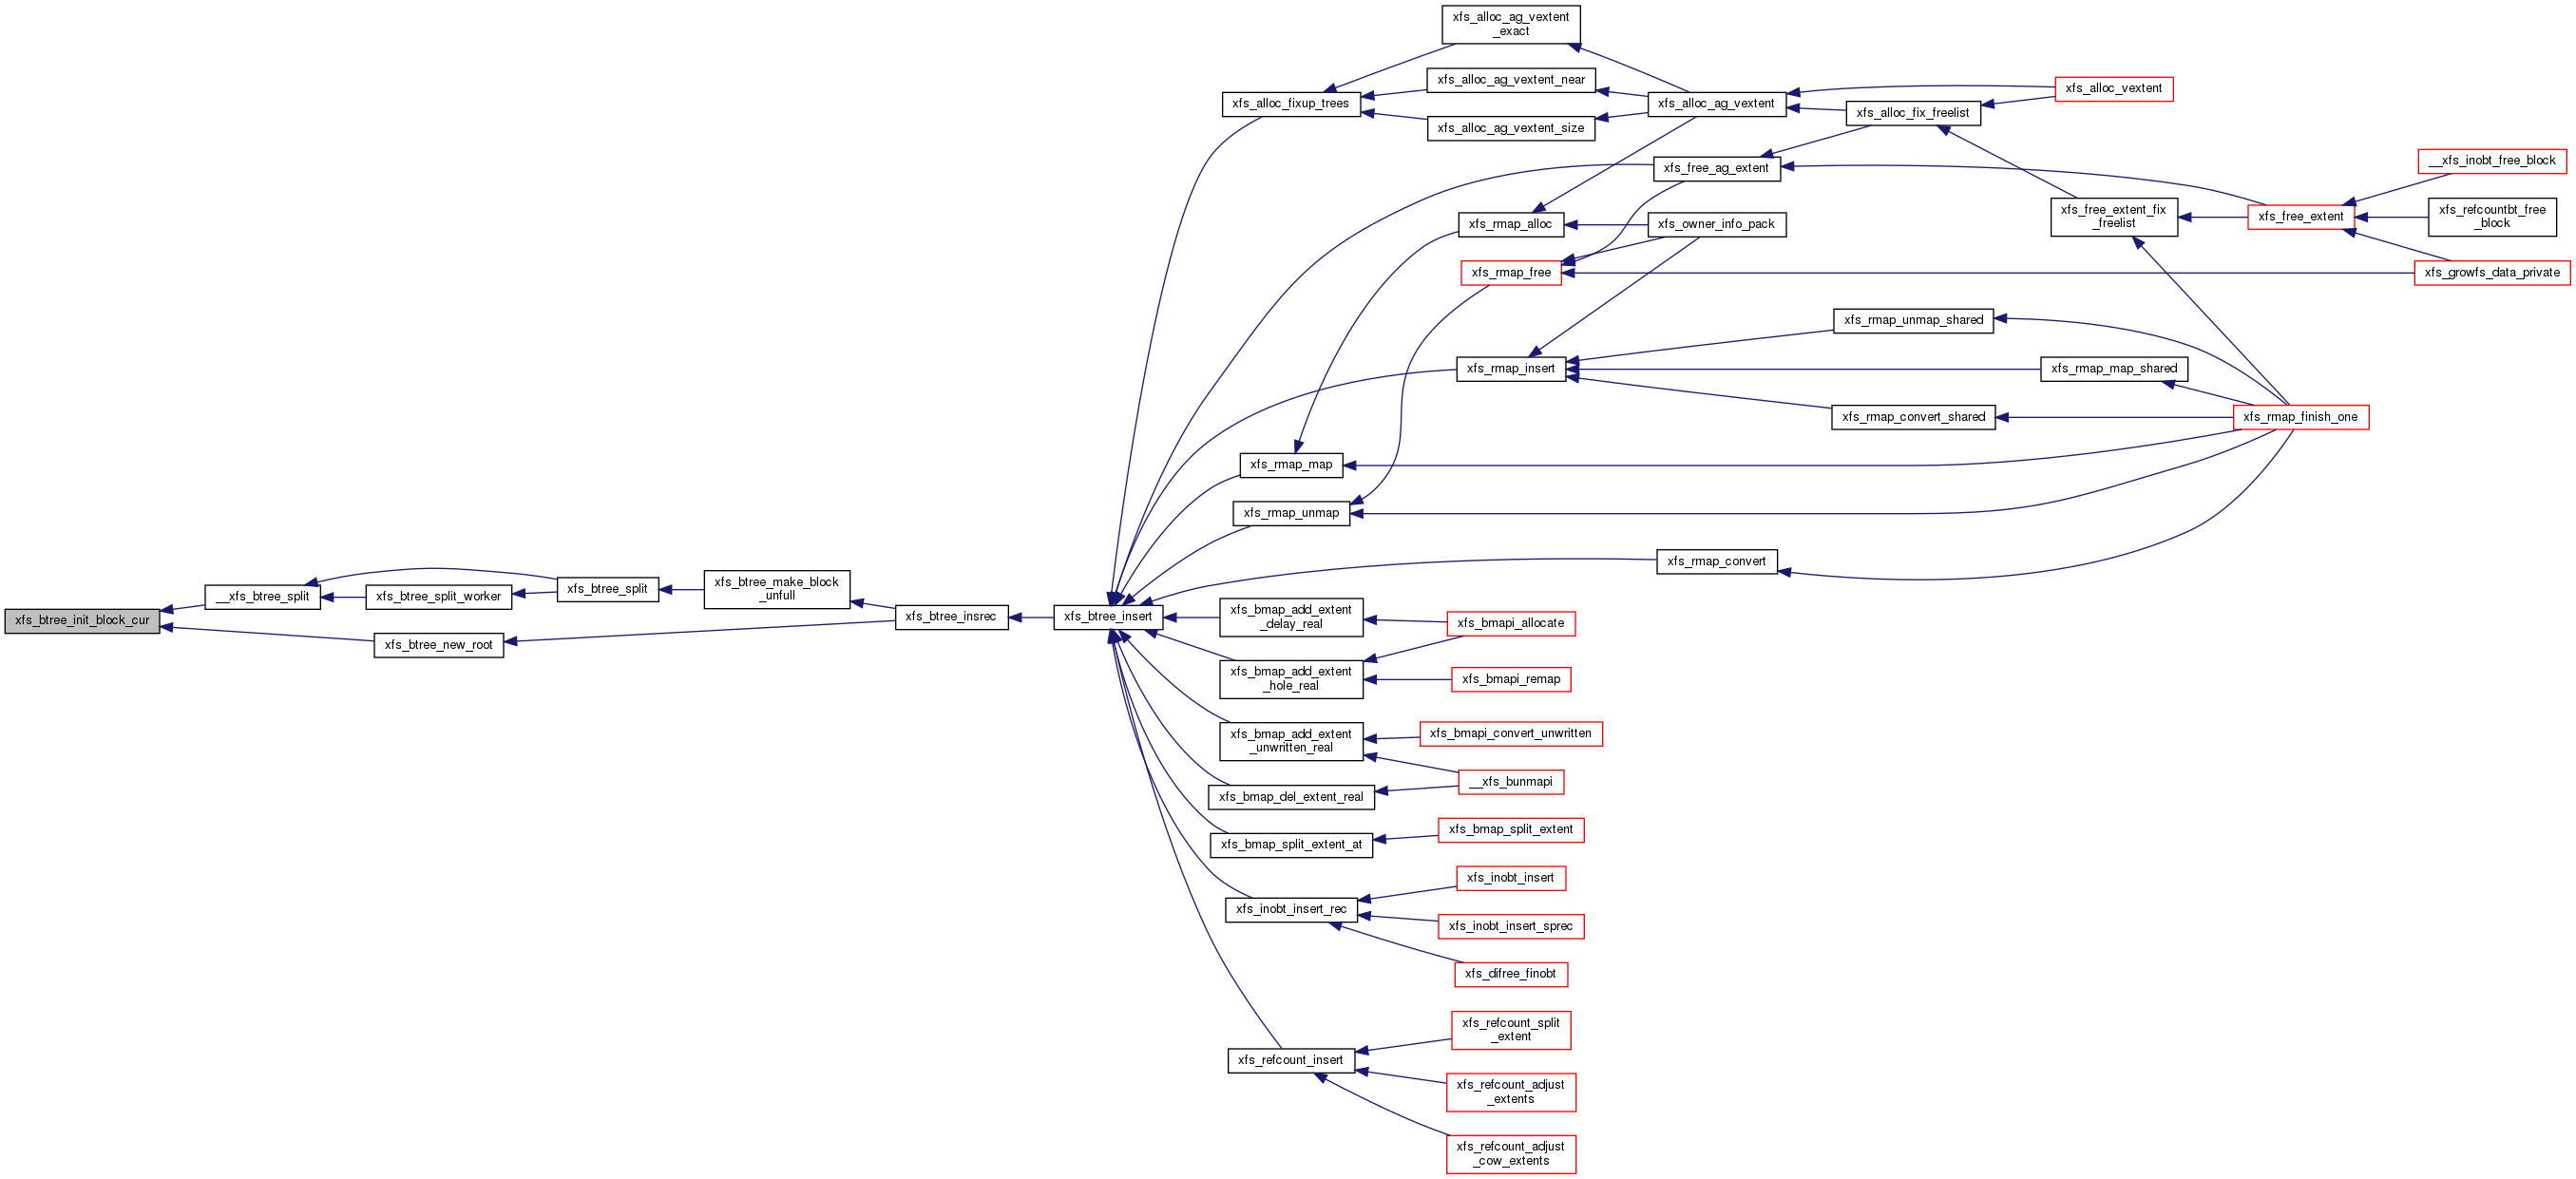 xfs_alloc_ag_vextent
_exact
xfs_alloc_ag_vextent_near
xfs_alloc_vextent
xfs_alloc_fixup_trees
xfs_alloc_ag_vextent
xfs_alloc_fix_freelist
xfs_alloc_ag_vextent_size
__xfs_inobt_free_block
xfs_free_ag_extent
xfs_free_extent_fix
_freelist
xfs_free_extent
xfs_refcountbt_free
_block
xfs_rmap_alloc
xfs_owner_info_pack
xfs_rmap_free
xfs_growfs_data_private
xfs_rmap_unmap_shared
xfs_rmap_insert
xfs_rmap_map_shared
xfs_rmap_convert_shared
xfs_rmap_finish_one
xfs_rmap_map
xfs_rmap_unmap
xfs_rmap_convert
xfs_btree_make_block
_unfull
xfs_btree_split
__xfs_btree_split
xfs_btree_split_worker
xfs_btree_init_block_cur
xfs_btree_new_root
xfs_btree_insrec
xfs_btree_insert
xfs_bmap_add_extent
_delay_real
xfs_bmapi_allocate
xfs_bmap_add_extent
_hole_real
xfs_bmapi_remap
xfs_bmap_add_extent
_unwritten_real
xfs_bmapi_convert_unwritten
__xfs_bunmapi
xfs_bmap_del_extent_real
xfs_bmap_split_extent
xfs_bmap_split_extent_at
xfs_inobt_insert
xfs_inobt_insert_rec
xfs_inobt_insert_sprec
xfs_difree_finobt
xfs_refcount_split
_extent
xfs_refcount_insert
xfs_refcount_adjust
_extents
xfs_refcount_adjust
_cow_extents